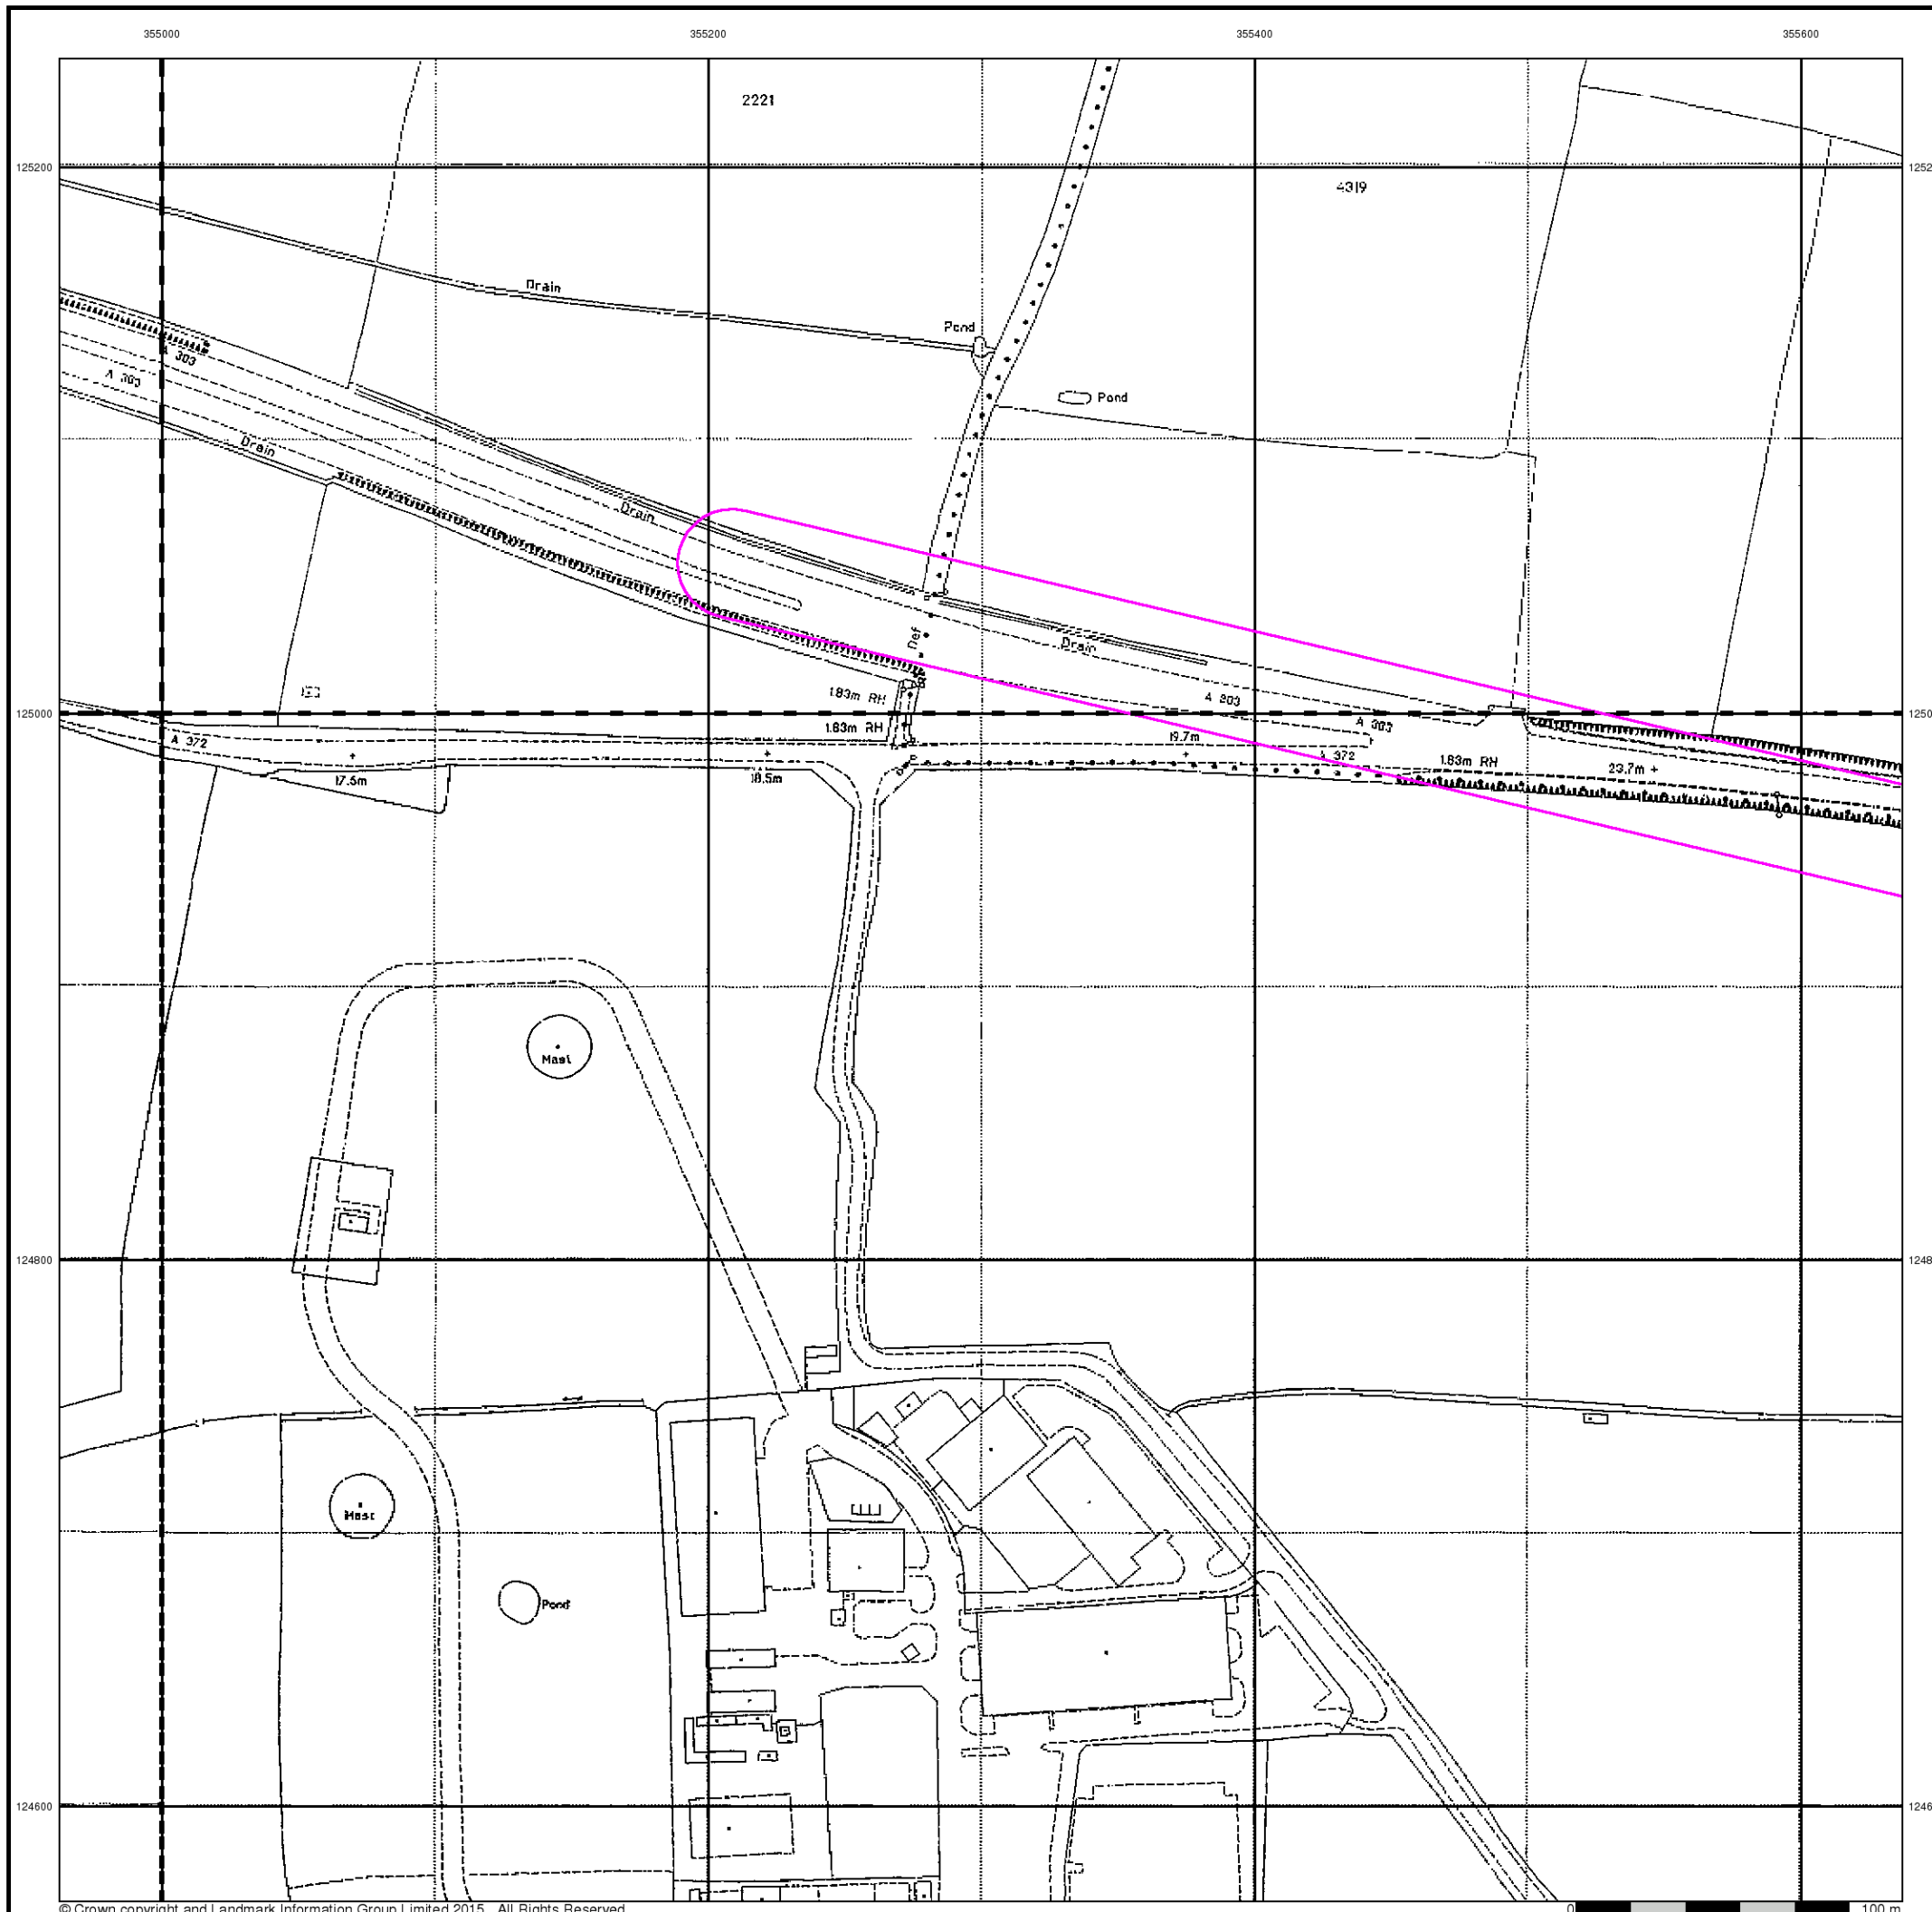 355000 355200 355400 355600
2221
125200
4319
Drain
Pond
A 303
A 303
Pond
Drain
Drain
Def
Drain
1.83m RH
A 303
125000
1.83m RH
A 303
A 372
19.7m
A 372
1.83m RH
23.7m +
17.5m
18.5m
Mast
124800
Mast
Pond
124600
© Crown copyright and Landmark Information Group Limited 2015. All Rights Reserved.
0 100 m